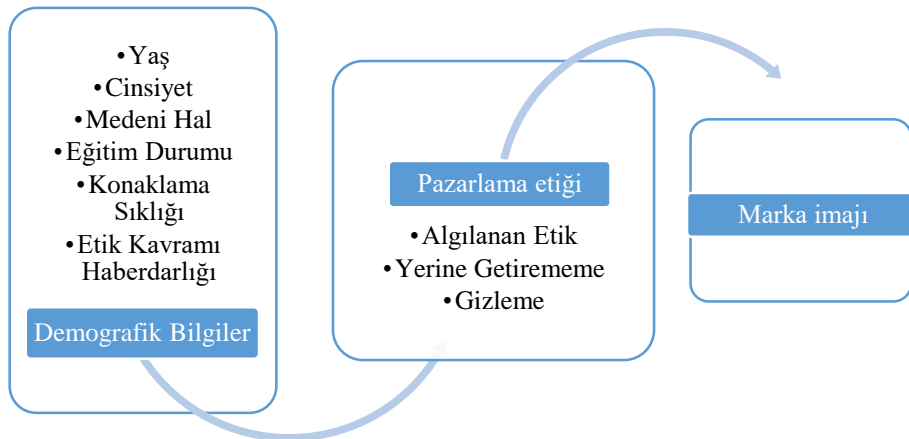 •Yaş
•Cinsiyet
•Medeni Hal
•Eğitim Durumu
•Konaklama
Sıklığı
•Etik Kavramı
Haberdarlığı
Demografik Bilgiler
Pazarlama etiği
•Algılanan Etik
•Yerine Getirememe
•Gizleme
Marka imajı